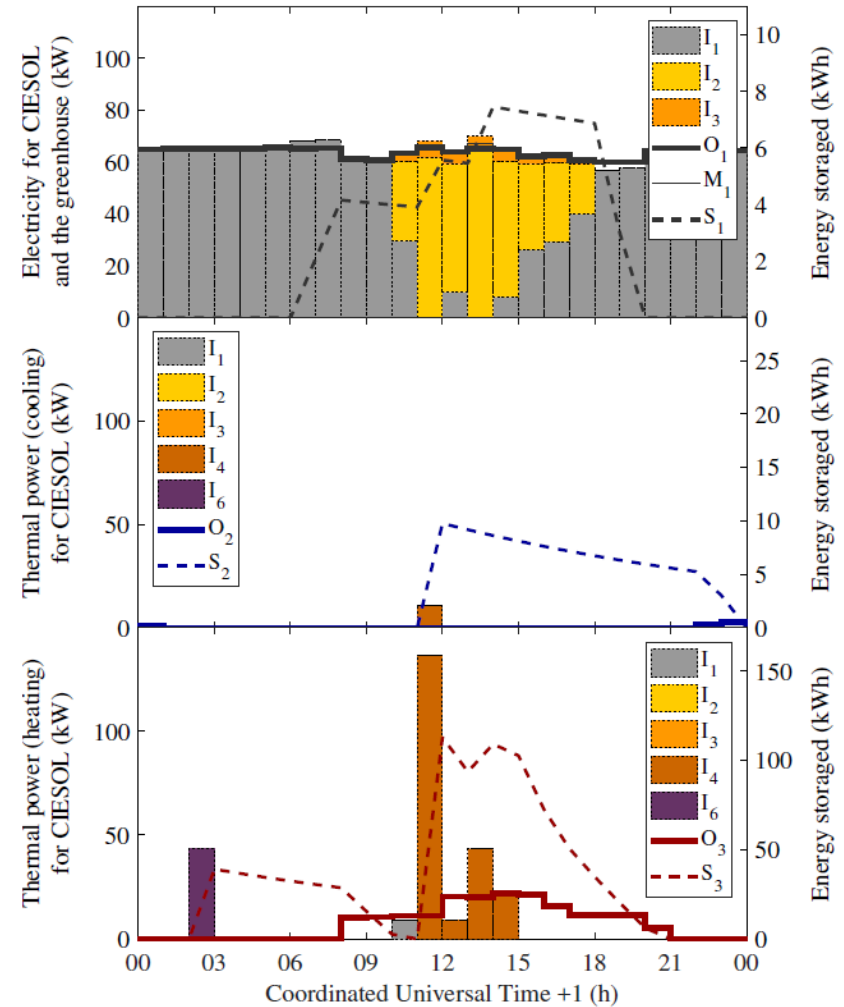 Electricity for CIESOL
and the greenhouse (kW)
100
80
60
40
20
0
I1
I2
I3
O1
M1
S1
10
8
6
4
2
0
Energy storaged (kWh)
Thermal power (cooling)
for CIESOL (kW)
100
50
0
I1
I2
I3
I4
I6
O2
S2
25
20
15
10
5
0
Energy storaged (kWh)
Thermal power (heating)
for CIESOL (kW)
100
50
0
I1
I2
I3
I4
I6
O3
S3
150
100
50
0
Energy storaged (kWh)
00 03 06 09 12 15 18 21 00
Coordinated Universal Time +1 (h)